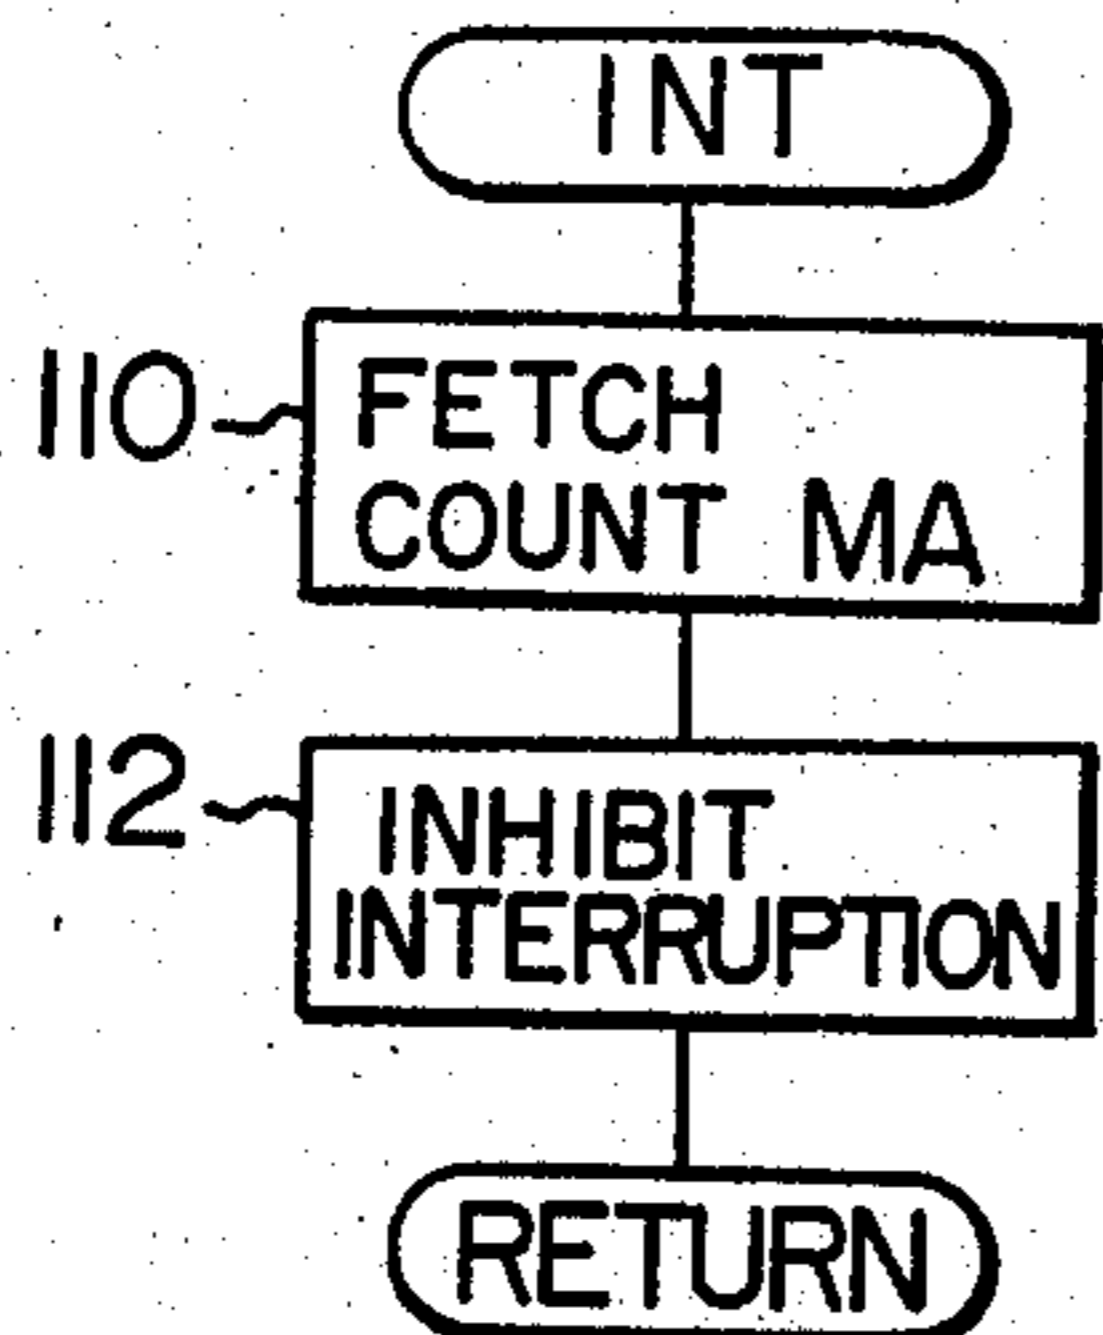 INT
110
FETCH
COUNT MA
112
INHIBIT
INTERRUPTION
RETURN